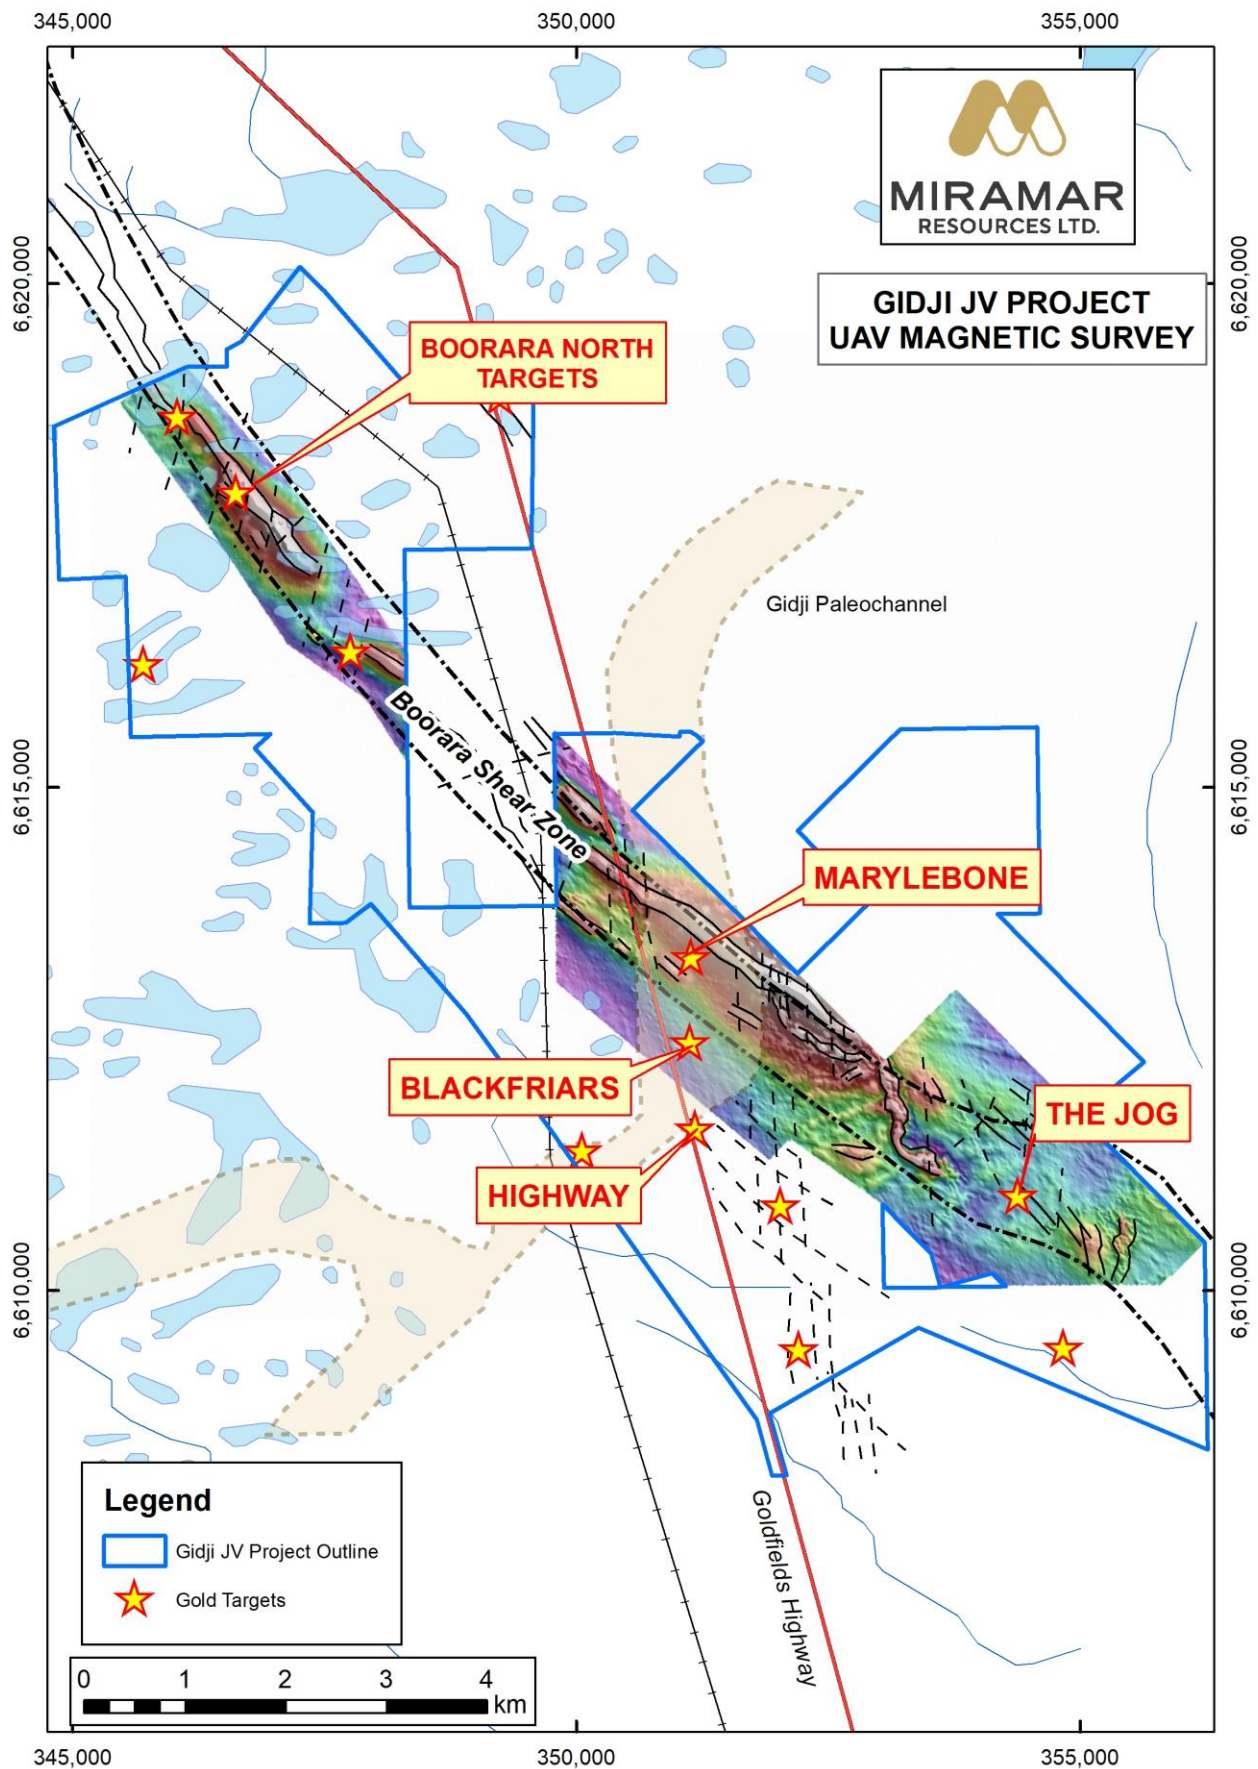 345,000
350,000
355,000
MIRAMAR
RESOURCES LTD.
6,620,000
6,620,000
GIDJI JV PROJECT
UAV MAGNETIC SURVEY
BOORARA NORTH
TARGETS
Gidji Paleochannel
Boorara Shear Zone
6,615,000
6,615,000
MARYLEBONE
BLACKFRIARS
THE JOG
HIGHWAY
6,610,000
6,610,000
Goldfields Highway
Legend
Gidji JV Project Outline
Gold Targets
0 1 2 3 4
km
345,000
350,000
355,000